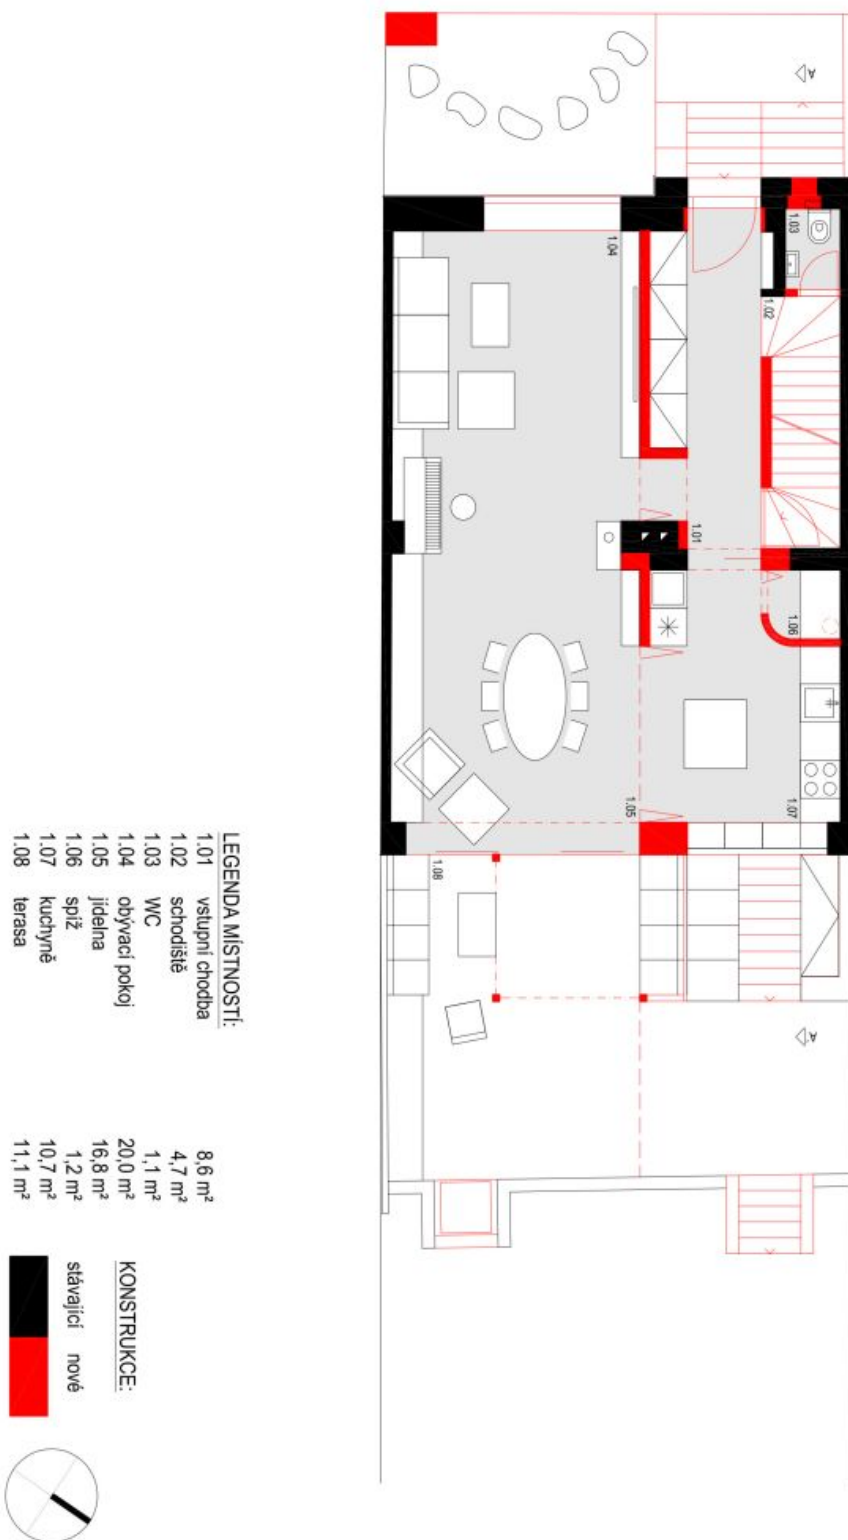 A
1.03
1.04
1.02
1.01
1.06
1.05
1.07
1.08
A
LEGENDA MÍSTNOSTÍ:
1.01 vstupní chodba 8,6 m²
1.02 schodiště 4,7 m²
1.03 WC 1,1 m²
1.04 obývací pokoj 20,0 m²
1.05 jídelna 16,8 m²
1.06 spíž 1,2 m²
1.07 kuchyně 10,7 m²
1.08 terasa 11,1 m²
KONSTRUKCE:
stávající nové